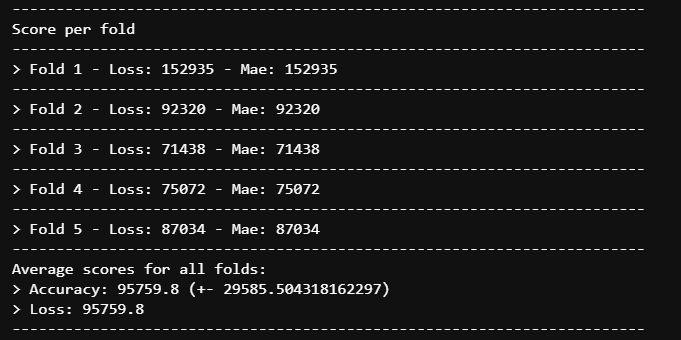 ------------------------------------------------------------------------
Score per fold
------------------------------------------------------------------------
> Fold 1 - Loss: 152935 - Mae: 152935
------------------------------------------------------------------------
> Fold 2 - Loss: 92320 - Mae: 92320
------------------------------------------------------------------------
> Fold 3 - Loss: 71438 - Mae: 71438
------------------------------------------------------------------------
> Fold 4 - Loss: 75072 - Mae: 75072
------------------------------------------------------------------------
> Fold 5 - Loss: 87034 - Mae: 87034
------------------------------------------------------------------------
Average scores for all folds:
> Accuracy: 95759.8 (+- 29585.504318162297)
> Loss: 95759.8
------------------------------------------------------------------------